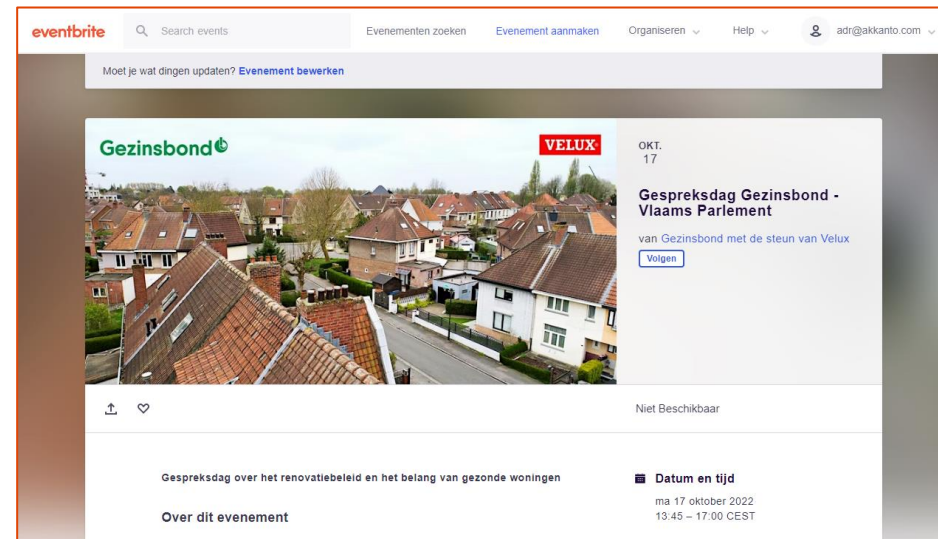 eventbrite
Search events
Evenementen zoeken
Evenement aanmaken
Organiseren
Help
adr@akkanto.com
Moet je wat dingen updaten? Evenement bewerken
Gezinsbond
VELUX
OKT.
17
Gespreksdag Gezinsbond -
Vlaams Parlement
van Gezinsbond met de steun van Velux
Volgen
Niet Beschikbaar
Gespreksdag over het renovatiebeleid en het belang van gezonde woningen
Over dit evenement
Datum en tijd
ma 17 oktober 2022
13:45 – 17:00 CEST